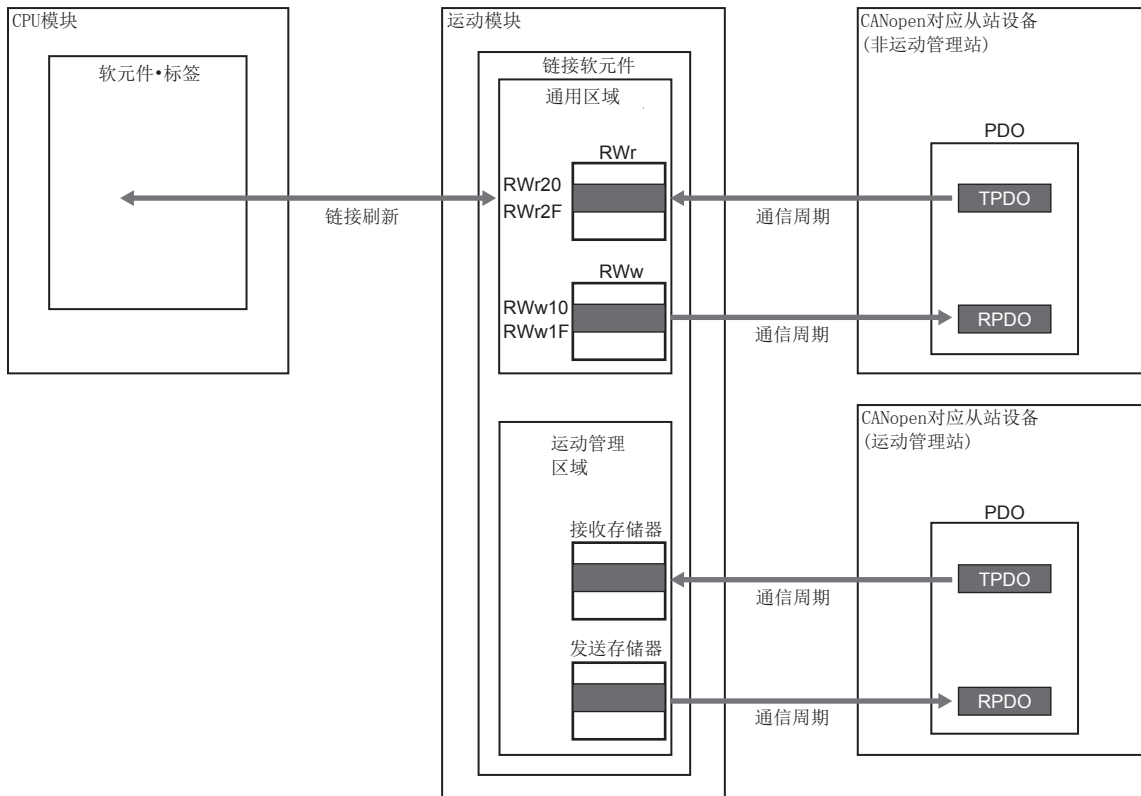 CPU模块
软元件•标签
链接刷新
运动模块
链接软元件
通用区域
RWr
RWr20
RWr2F
RWw
RWw10
RWw1F
运动管理
区域
接收存储器
发送存储器
通信周期
通信周期
通信周期
通信周期
CANopen对应从站设备
(非运动管理站)
PDO
TPDO
RPDO
CANopen对应从站设备
(运动管理站)
PDO
TPDO
RPDO